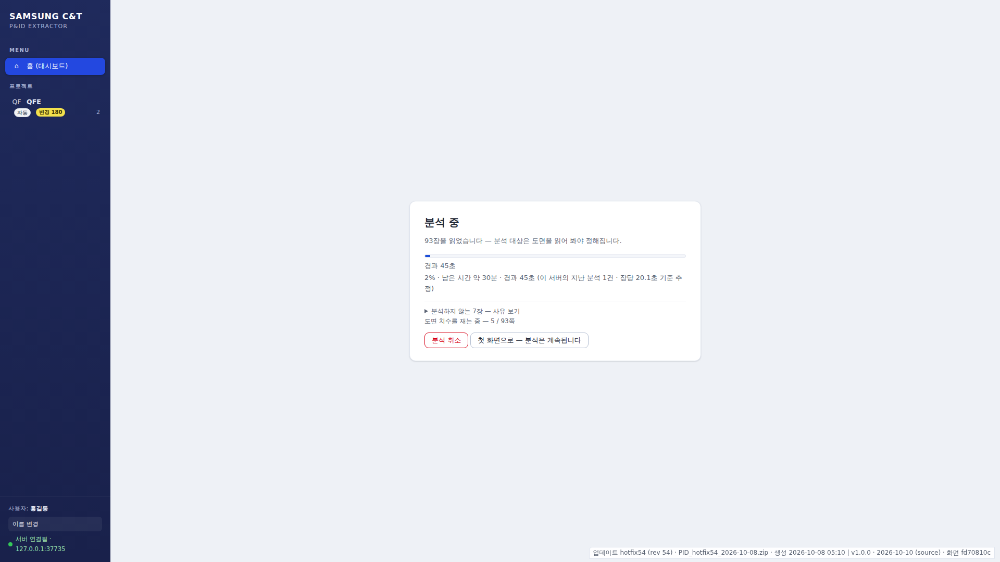 SAMSUNG C&T
P&ID EXTRACTOR
MENU
⌂ 홈 (대시보드)
프로젝트
QF QFE
자동 변경 180 2
분석 중
93장을 읽었습니다 — 분석 대상은 도면을 읽어 봐야 정해집니다.
경과 45초
2% · 남은 시간 약 30분 · 경과 45초 (이 서버의 지난 분석 1건 · 장당 20.1초 기준 추
정)
▶ 분석하지 않는 7장 — 사유 보기
도면 치수를 재는 중 — 5 / 93쪽
분석 취소 첫 화면으로 — 분석은 계속됩니다
사용자: 홍길동
이름 변경
서버 연결됨 ·
127.0.0.1:37735
업데이트 hotfix54 (rev 54) · PID_hotfix54_2026-10-08.zip · 생성 2026-10-08 05:10 | v1.0.0 · 2026-10-10 (source) · 화면 fd70810c